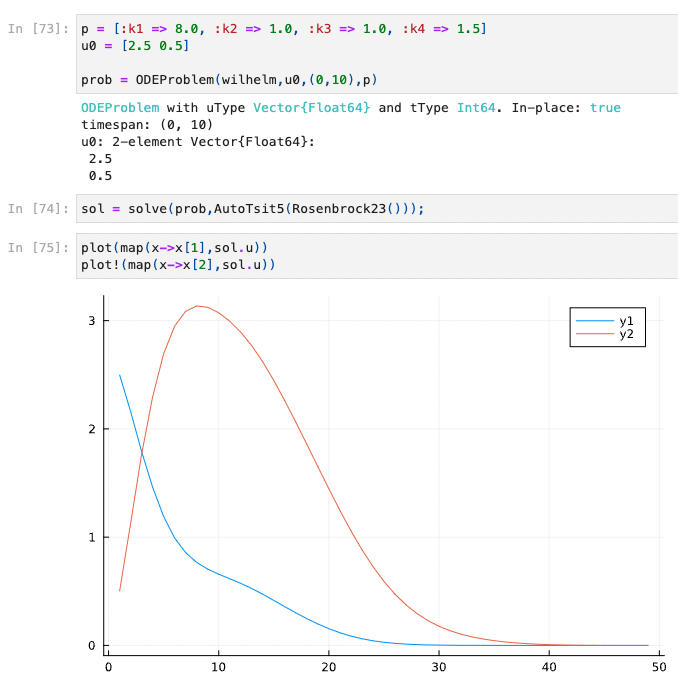 In [73]: p = [:k1 => 8.0, :k2 => 1.0, :k3 => 1.0, :k4 => 1.5]
u0 = [2.5 0.5]
prob = ODEProblem(wilhelm,u0,(0,10),p)
ODEProblem with uType Vector{Float64} and tType Int64. In-place: true
timespan: (0, 10)
u0: 2-element Vector{Float64}:
2.5
0.5
In [74]: sol = solve(prob,AutoTsit5(Rosenbrock23()));
In [75]: plot(map(x->x[1],sol.u))
plot!(map(x->x[2],sol.u))
3
2
1
0
y1
y2
0 10 20 30 40 50